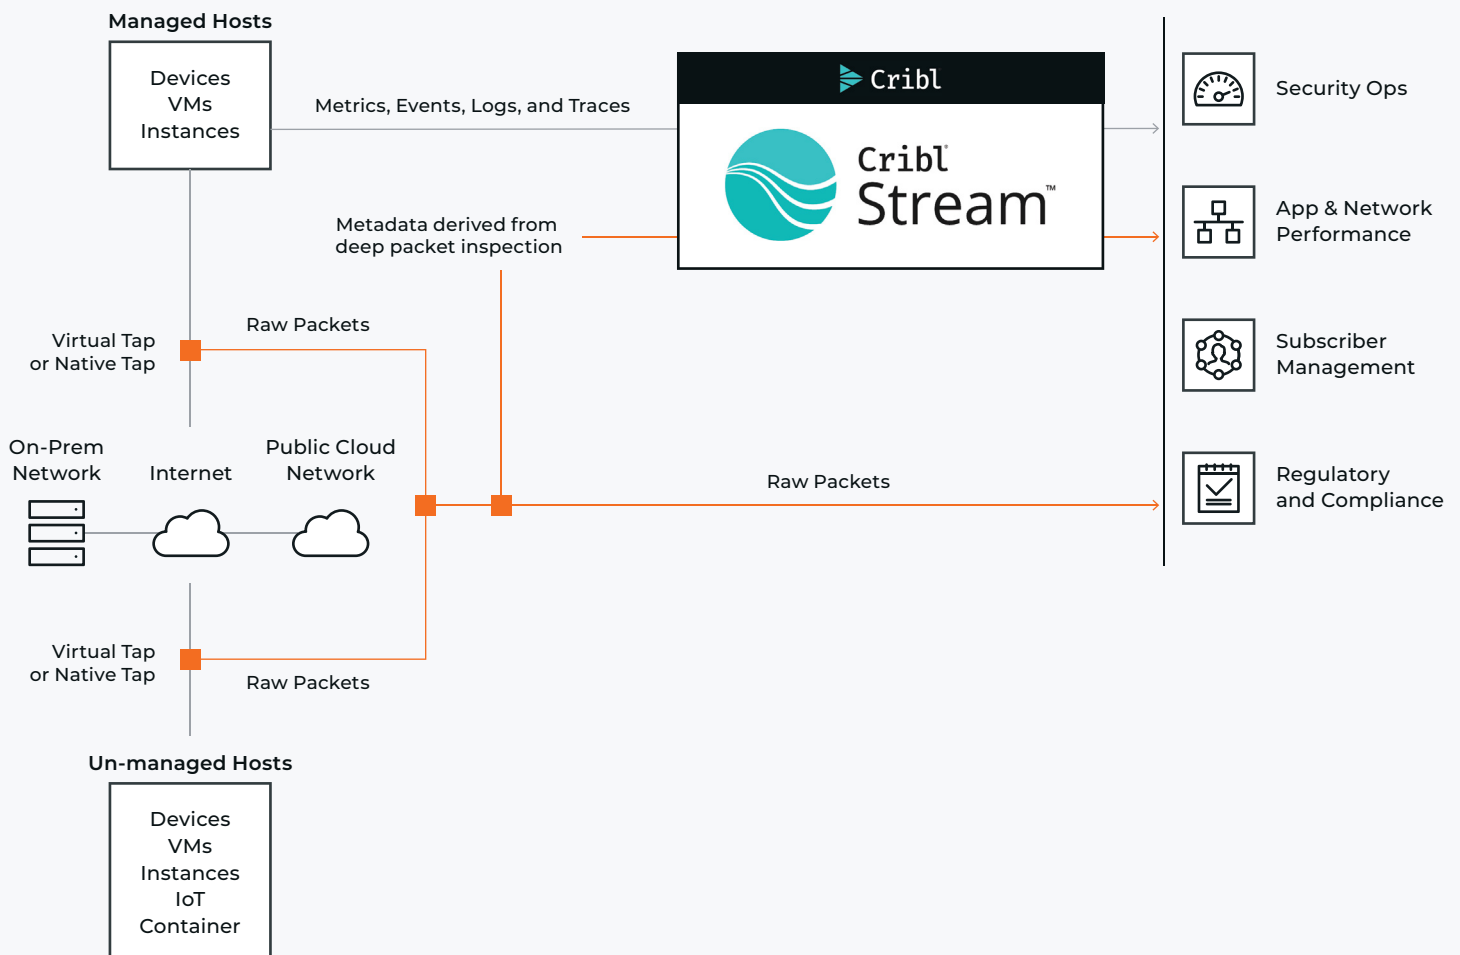 Managed Hosts
Devices
VMs
Instances
Metrics, Events, Logs, and Traces
Cribl
Cribl®
Stream™
Metadata derived from
deep packet inspection
Virtual Tap
or Native Tap
Raw Packets
On-Prem
Network
Internet
Public Cloud
Network
Raw Packets
Virtual Tap
or Native Tap
Raw Packets
Un-managed Hosts
Devices
VMs
Instances
IoT
Container
Security Ops
App & Network
Performance
Subscriber
Management
Regulatory
and Compliance